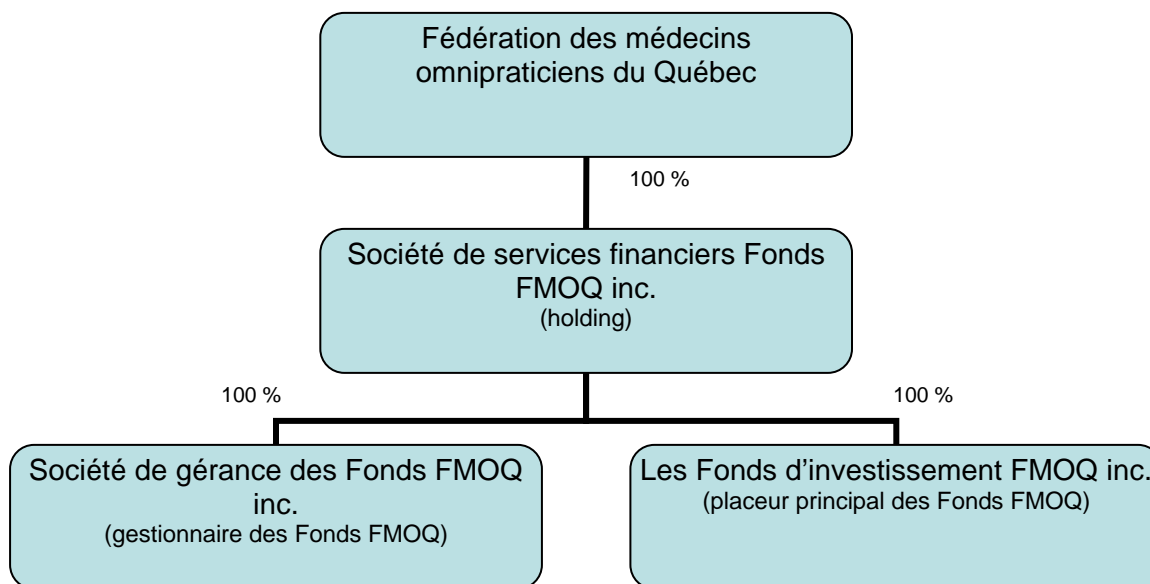 Fédération des médecins
omnipraticiens du Québec
100 %
Société de services financiers Fonds
FMOQ inc.
(holding)
100 %
100 %
Société de gérance des Fonds FMOQ
inc.
(gestionnaire des Fonds FMOQ)
Les Fonds d’investissement FMOQ inc.
(placeur principal des Fonds FMOQ)